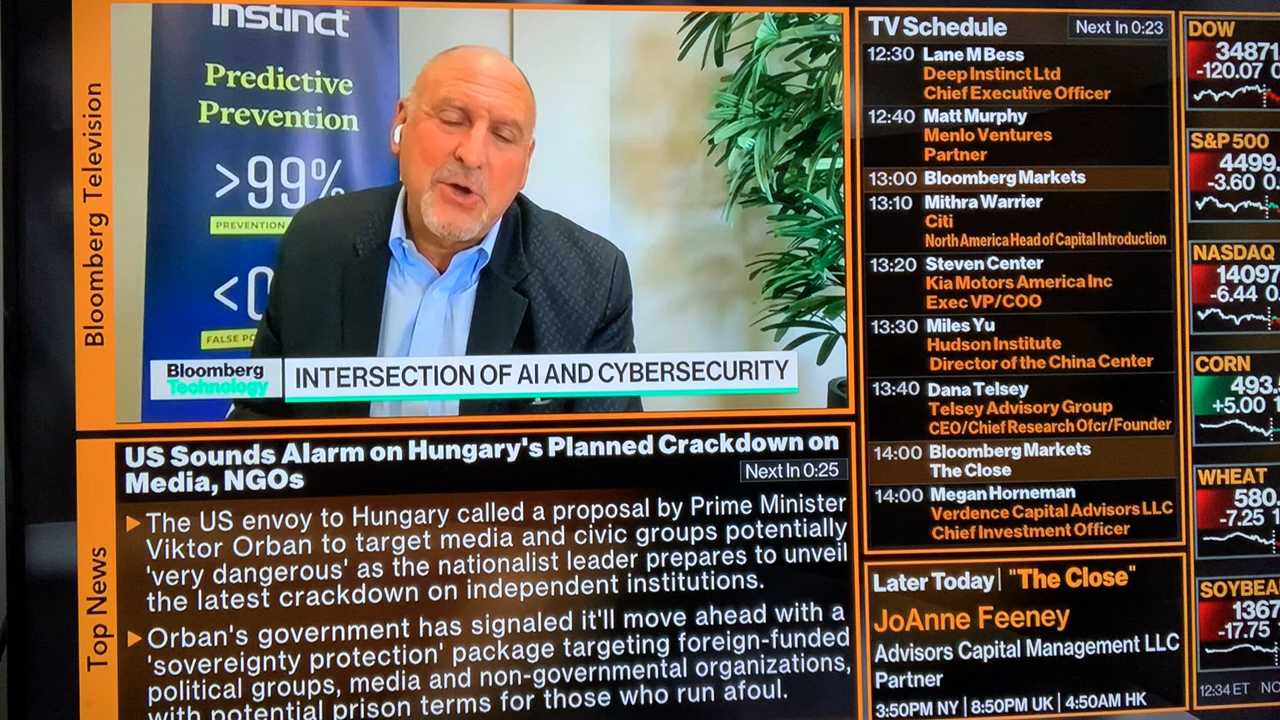 Bloomberg Television
instinct
Predictive
Prevention
>99%
PREVENTION
<0
Bloomberg
Technology
INTERSECTION OF AI AND CYBERSECURITY
Top News
US Sounds Alarm on Hungary's Planned Crackdown on
Media, NGOs
Next In 0:25
The US envoy to Hungary called a proposal by Prime Minister
Viktor Orban to target media and civic groups potentially
'very dangerous' as the nationalist leader prepares to unveil
the latest crackdown on independent institutions.
Orban's government has signaled it'll move ahead with a
'sovereignty protection' package targeting foreign-funded
political groups, media and non-governmental organizations,
with potential prison terms for those who run afoul.
TV Schedule
Next In 0:23
12:30 Lane M Bess
Deep Instinct Ltd
Chief Executive Officer
12:40 Matt Murphy
Menlo Ventures
Partner
13:00 Bloomberg Markets
13:10 Mithra Warrier
Citi
North America Head of Capital Introduction
13:20 Steven Center
Kia Motors America Inc
Exec VP/COO
13:30 Miles Yu
Hudson Institute
Director of the China Center
13:40 Dana Telsey
Telsey Advisory Group
CEO/Chief Research Ofcr/Founder
14:00 Bloomberg Markets
The Close
14:00 Megan Horneman
Verdence Capital Advisors LLC
Chief Investment Officer
Later Today | "The Close"
JoAnne Feeney
Advisors Capital Management LLC
Partner
3:50PM NY | 8:50PM UK | 4:50AM HK
DOW
34871
-120.07 0
S&P 500
4499.
-3.60 0.
NASDAQ
14097
-6.44 0.
CORN
493.
+5.00 1
WHEAT
580.
-7.25 1
SOYBEA
1367
-17.75
12:34 ET